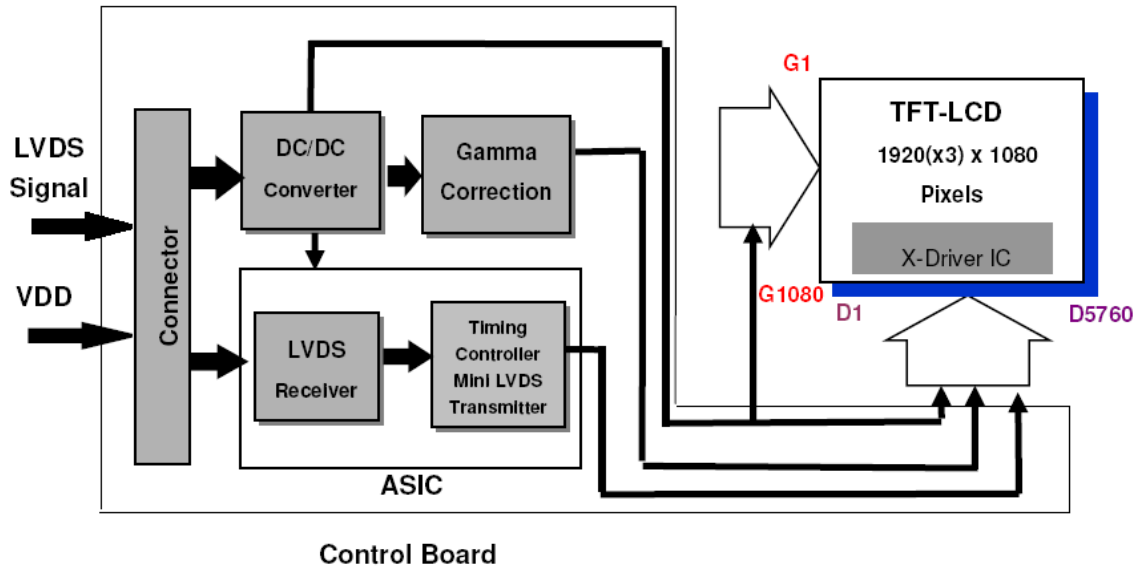 LVDS
Signal
VDD
Connector
DC/DC
Converter
Gamma
Correction
LVDS
Receiver
Timing
Controller
Mini LVDS
Transmitter
ASIC
Control Board
G1
G1080
TFT-LCD
1920(x3) x 1080
Pixels
X-Driver IC
D1
D5760